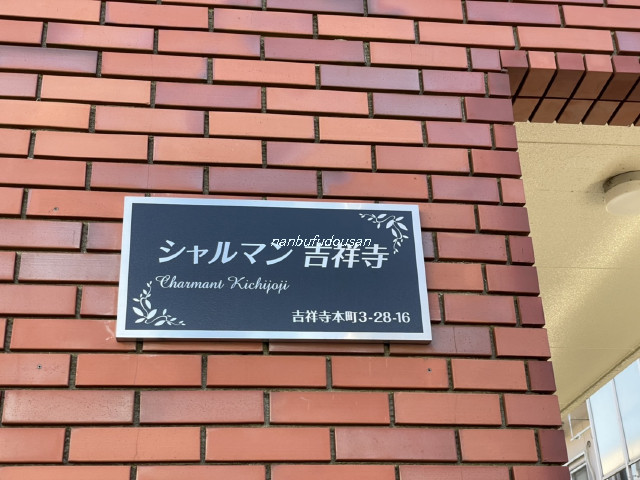 nanbufudousan
シャルマン 吉祥寺
Charmant Kichijoji
吉祥寺本町3-28-16